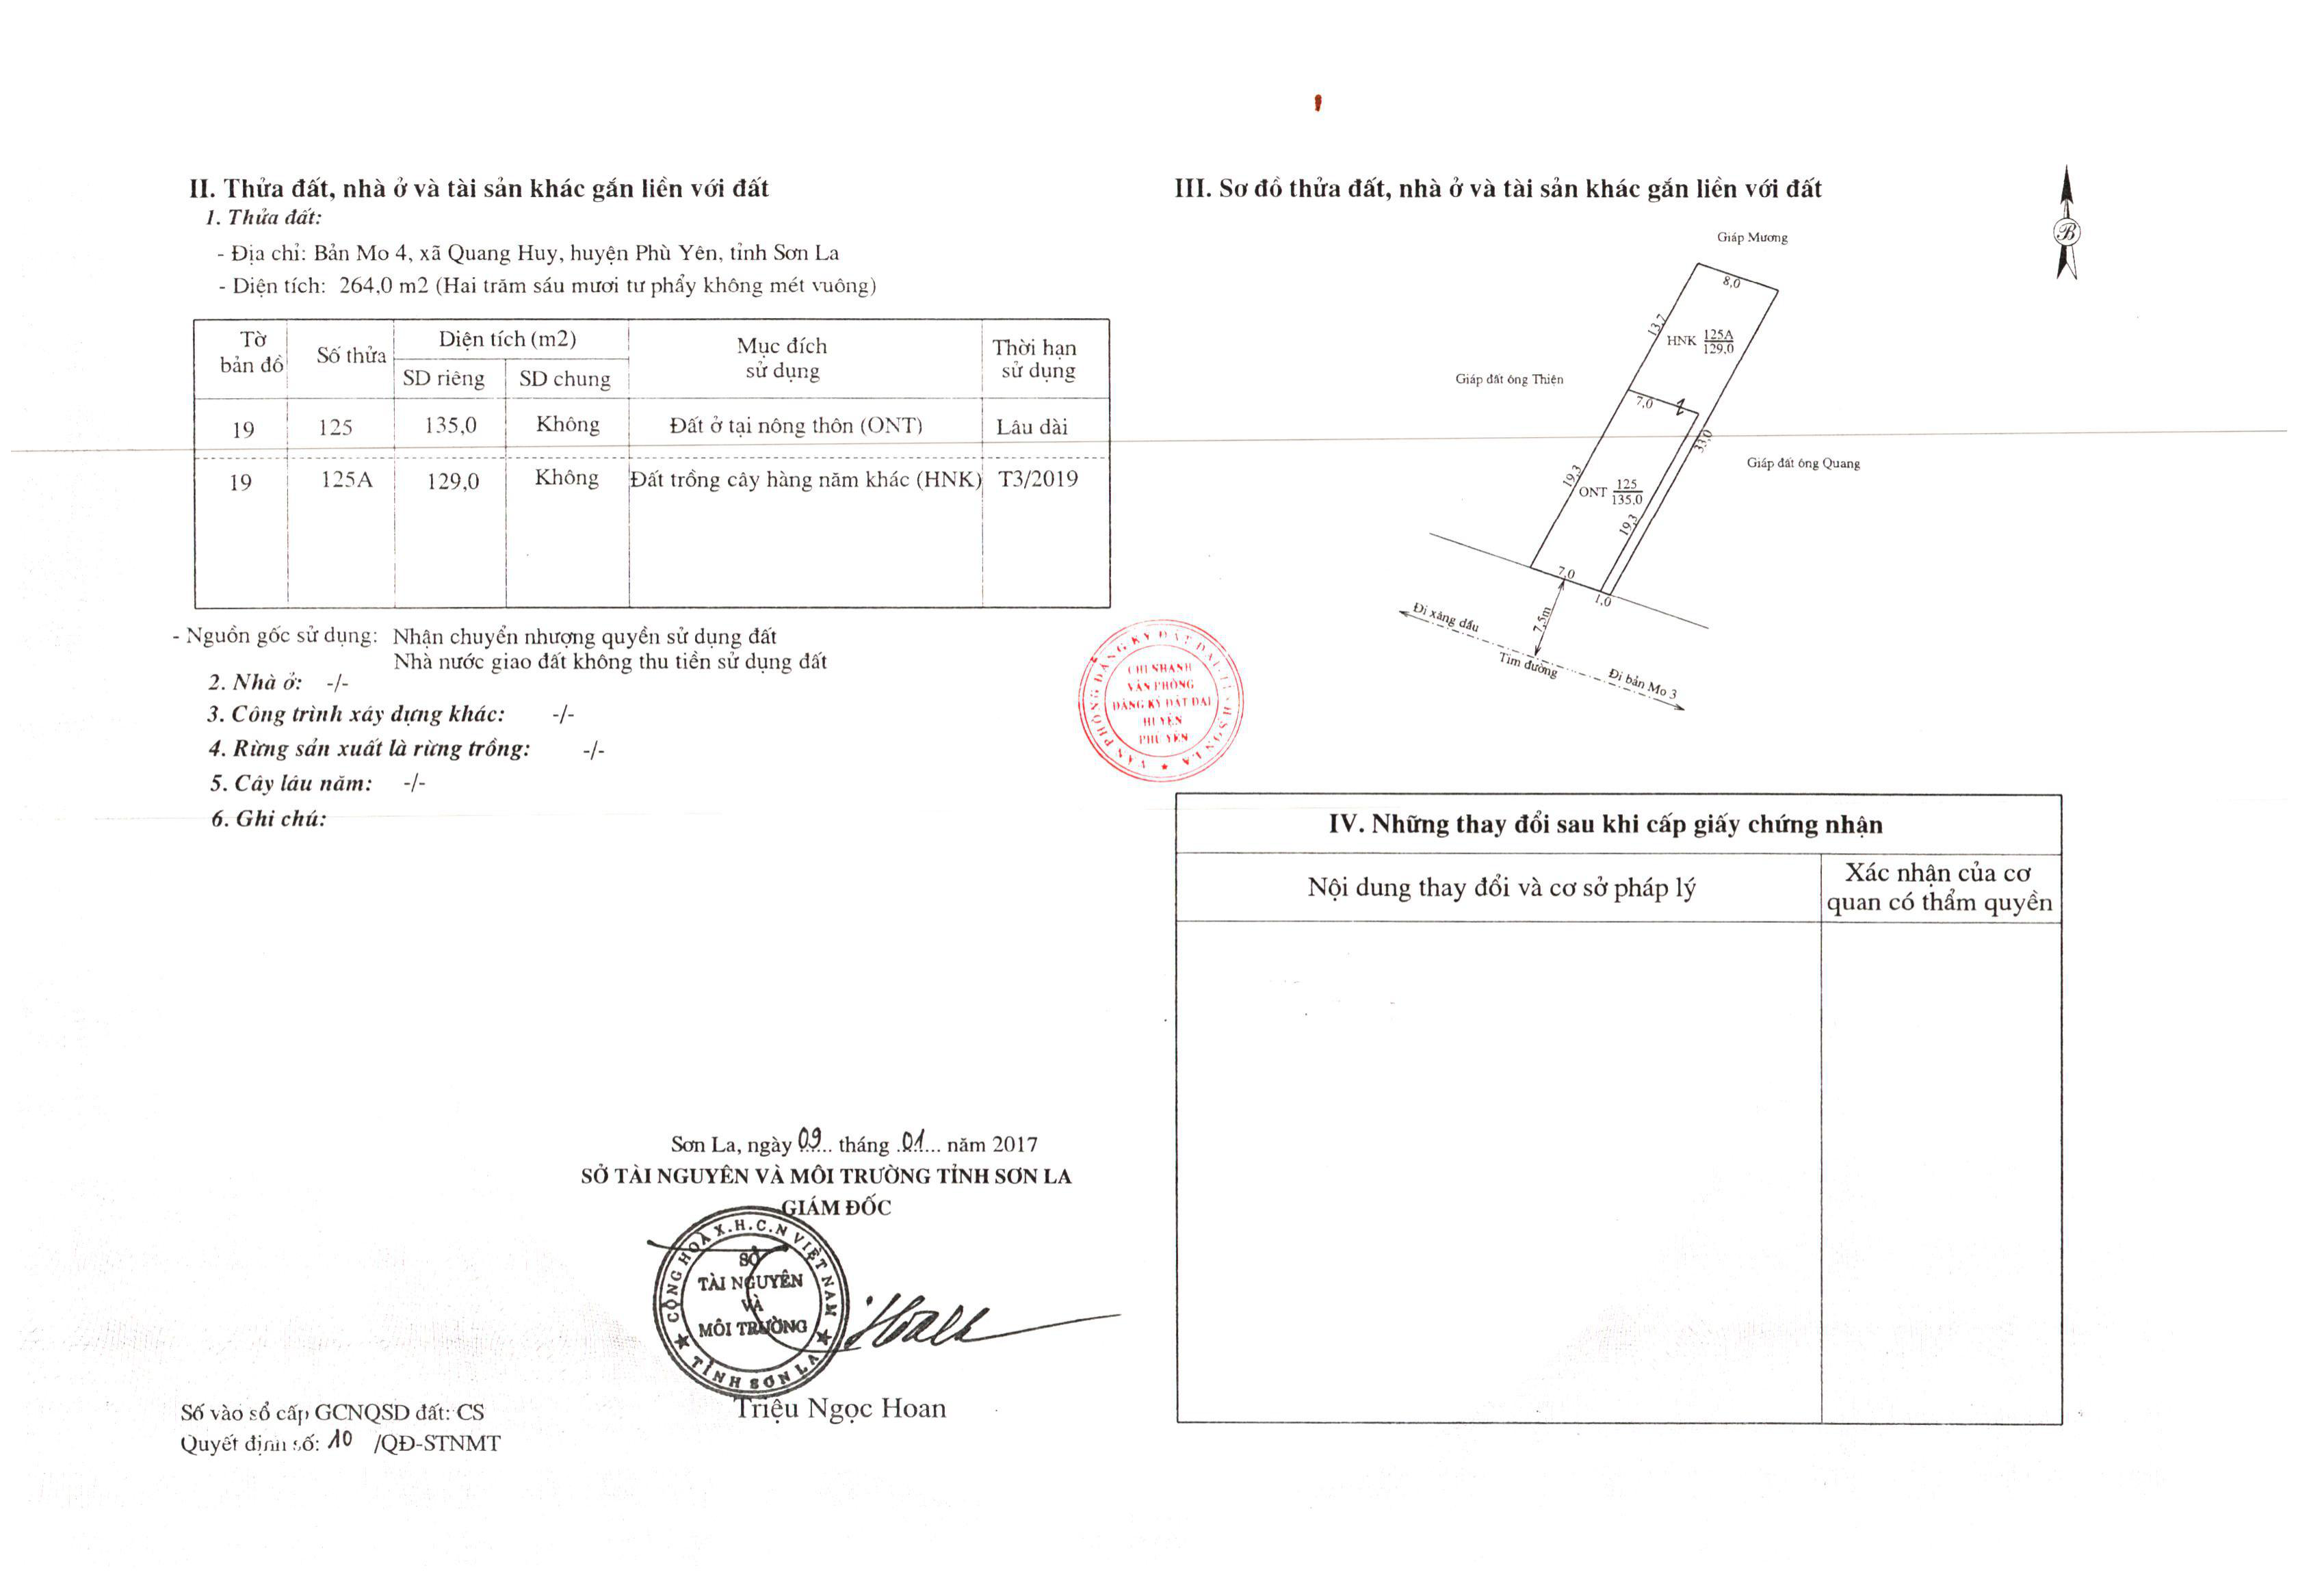 II. Thửa đất, nhà ở và tài sản khác gắn liền với đất
1. Thửa đất:
- Địa chỉ: Bản Mo 4, xã Quang Huy, huyện Phù Yên, tỉnh Sơn La
- Diện tích: 264,0 m2 (Hai trăm sáu mươi tư phẩy không mét vuông)
Tờ bản đồ Số thửa Diện tích (m2) Mục đích sử dụng Thời hạn sử dụng
SD riêng SD chung
19 125 135,0 Không Đất ở tại nông thôn (ONT) Lâu dài
19 125A 129,0 Không Đất trồng cây hàng năm khác (HNK) T3/2019
- Nguồn gốc sử dụng: Nhận chuyển nhượng quyền sử dụng đất
Nhà nước giao đất không thu tiền sử dụng đất
2. Nhà ở: -/-
3. Công trình xây dựng khác: -/-
4. Rừng sản xuất là rừng trồng: -/-
5. Cây lâu năm: -/-
6. Ghi chú:
Sơn La, ngày 09 tháng 01 năm 2017
SỞ TÀI NGUYÊN VÀ MÔI TRƯỜNG TỈNH SƠN LA
GIÁM ĐỐC
CỘNG HOÀ X.H.C.N VIỆT NAM
SỞ
TÀI NGUYÊN
VÀ
MÔI TRƯỜNG
TỈNH SƠN LA
Triệu Ngọc Hoan
Số vào sổ cấp GCNQSD đất: CS
Quyết định số: 10 /QĐ-STNMT
III. Sơ đồ thửa đất, nhà ở và tài sản khác gắn liền với đất
B
Giáp Mương
8,0
13,7
HNK 125A
129,0
Giáp đất ông Thiện
7,0
33,0
Giáp đất ông Quang
19,3
ONT 125
135,0
19,3
7,0
1,0
7,5m
Đi xăng dầu
Tim đường
Đi bản Mo 3
VĂN PHÒNG ĐĂNG KÝ ĐẤT ĐAI
CHI NHÁNH
VĂN PHÒNG
ĐĂNG KÝ ĐẤT ĐAI
HUYỆN
PHÙ YÊN
IV. Những thay đổi sau khi cấp giấy chứng nhận
Nội dung thay đổi và cơ sở pháp lý
Xác nhận của cơ
quan có thẩm quyền